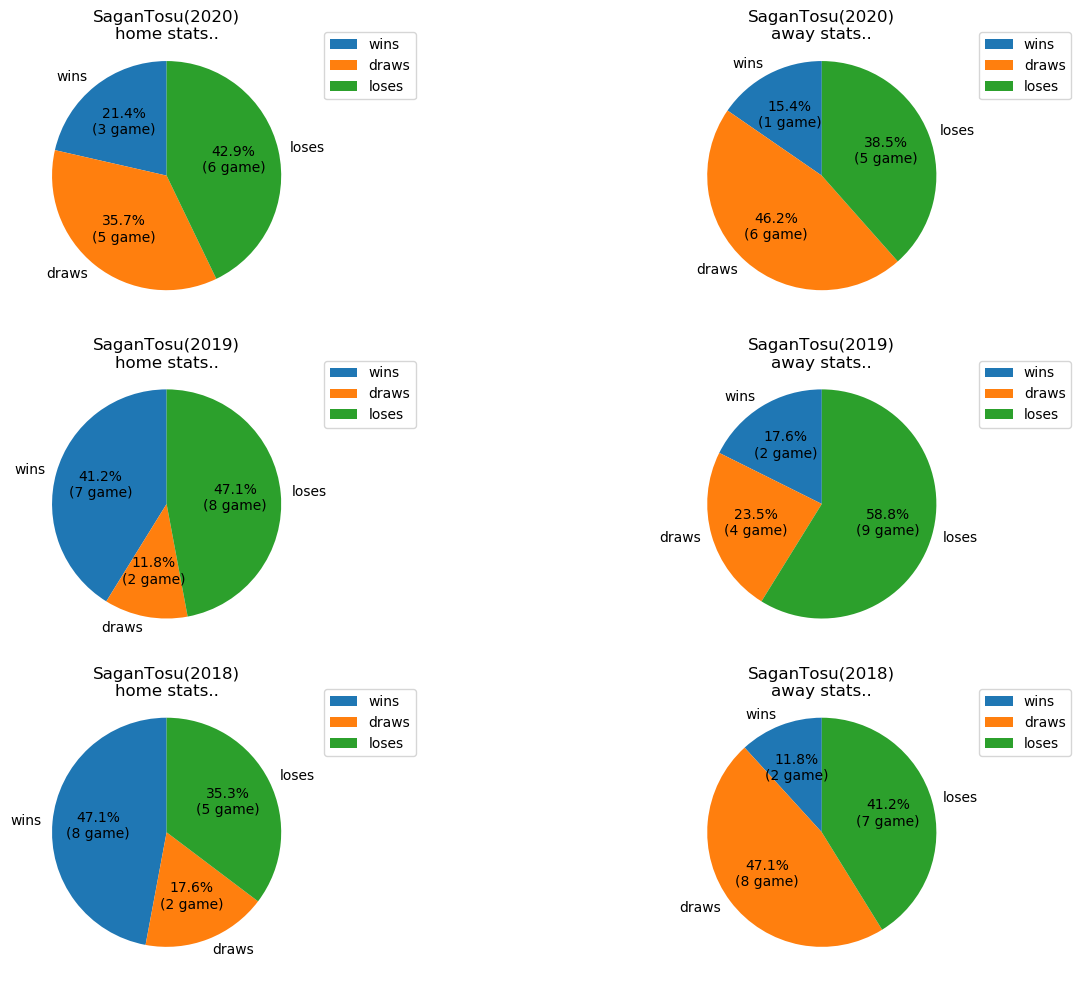 SaganTosu(2020)
home stats..
wins
draws
loses
wins
21.4%
(3 game)
42.9%
(6 game)
loses
35.7%
(5 game)
draws
SaganTosu(2020)
away stats..
wins
draws
loses
wins
15.4%
(1 game)
38.5%
(5 game)
loses
46.2%
(6 game)
draws
SaganTosu(2019)
home stats..
wins
draws
loses
wins
41.2%
(7 game)
47.1%
(8 game)
loses
11.8%
(2 game)
draws
SaganTosu(2019)
away stats..
wins
draws
loses
wins
17.6%
(2 game)
23.5%
(4 game)
draws
58.8%
(9 game)
loses
SaganTosu(2018)
home stats..
wins
draws
loses
35.3%
(5 game)
loses
wins
47.1%
(8 game)
17.6%
(2 game)
draws
SaganTosu(2018)
away stats..
wins
draws
loses
wins
11.8%
(2 game)
41.2%
(7 game)
loses
47.1%
(8 game)
draws